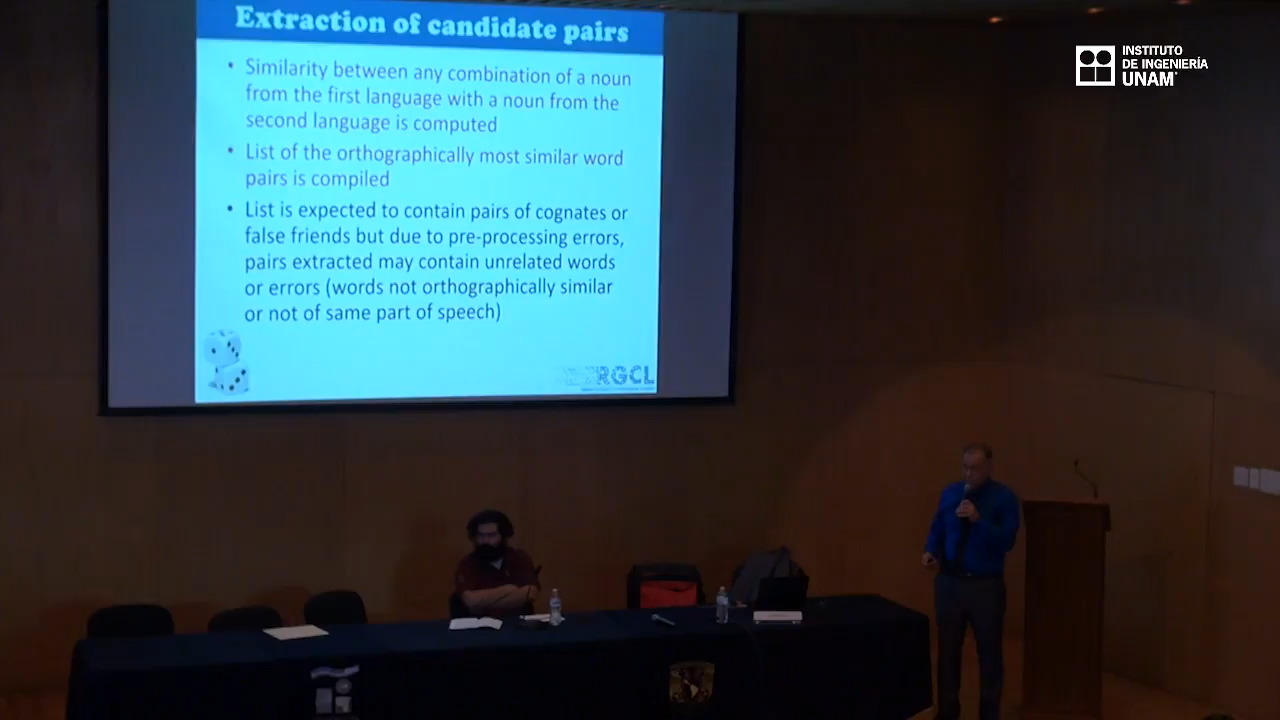 Extraction of candidate pairs
• Similarity between any combination of a noun
from the first language with a noun from the
second language is computed
• List of the orthographically most similar word
pairs is compiled
• List is expected to contain pairs of cognates or
false friends but due to pre-processing errors,
pairs extracted may contain unrelated words
or errors (words not orthographically similar
or not of same part of speech)
RGCL
INSTITUTO
DE INGENIERÍA
UNAM